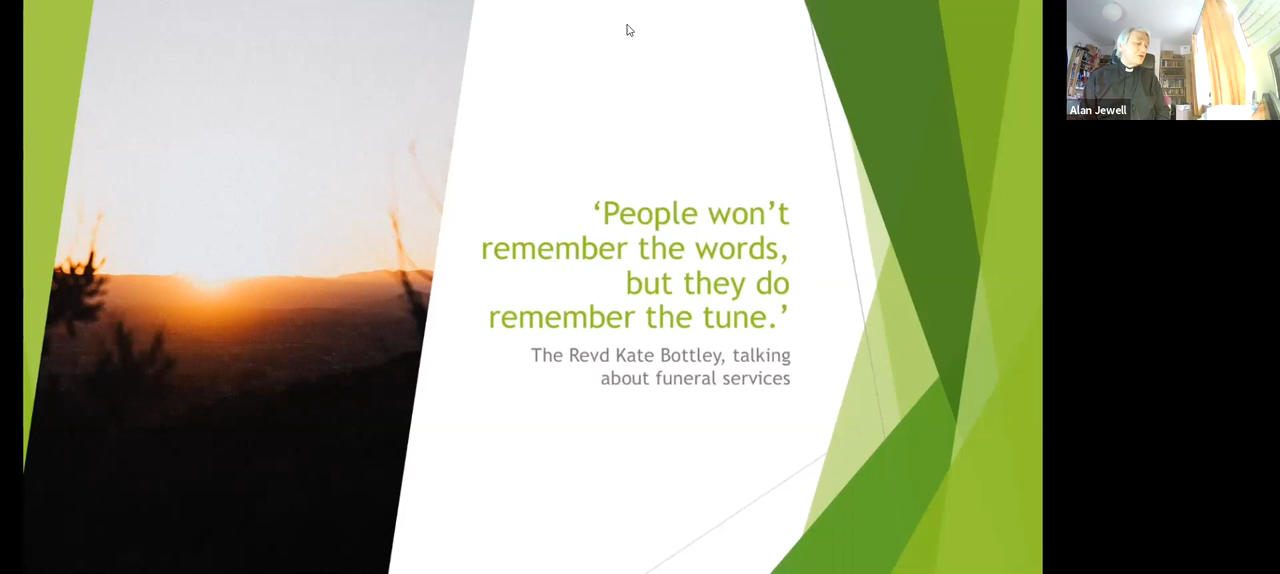 ‘People won’t
remember the words,
but they do
remember the tune.’
The Revd Kate Bottley, talking
about funeral services
Alan Jewell